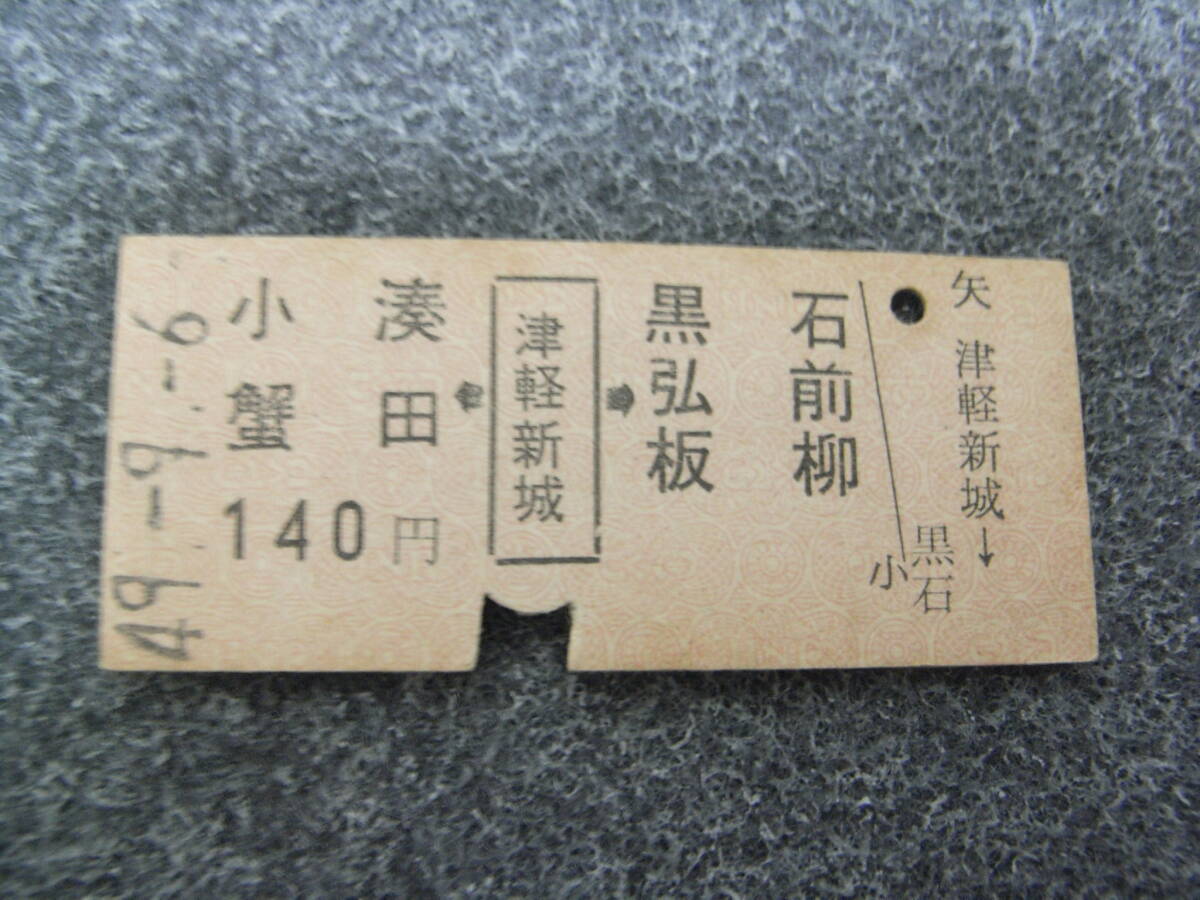 49.-9.-6
小湊
蟹田
140円
津軽新城
黒石
弘前
板柳
矢
津軽新城→
黒石
小